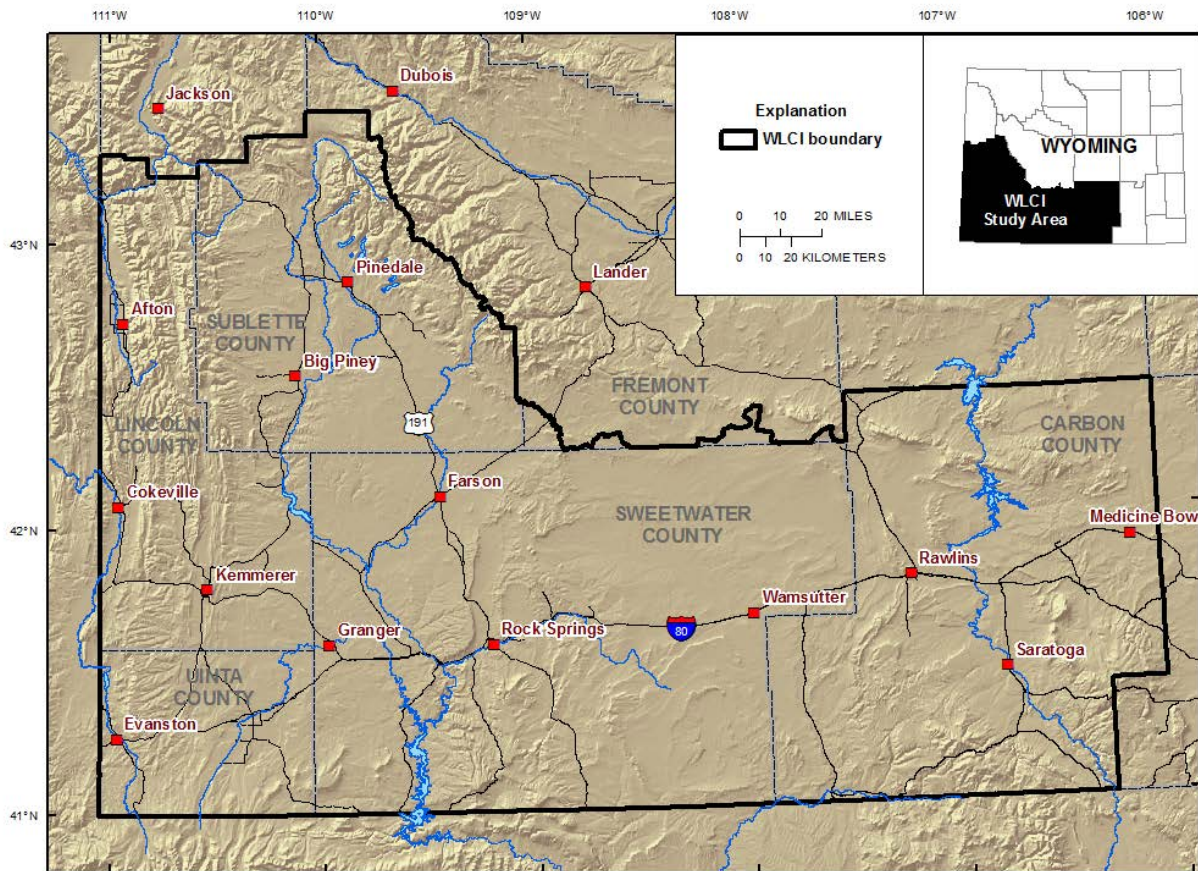 111°W
110°W
109°W
108°W
107°W
106°W
43°N
42°N
41°N
Explanation
WLCI boundary
0 10 20 MILES
0 10 20 KILOMETERS
WYOMING
WLCI
Study Area
Jackson
Dubois
Pinedale
Lander
Afton
SUBLETTE
COUNTY
Big Piney
FREMONT
COUNTY
191
LINCOLN
COUNTY
CARBON
COUNTY
Cokeville
Farson
SWEETWATER
COUNTY
Medicine Bow
Kemmerer
Rawlins
Wamsutter
Granger
Rock Springs
80
Saratoga
UINTA
COUNTY
Evanston